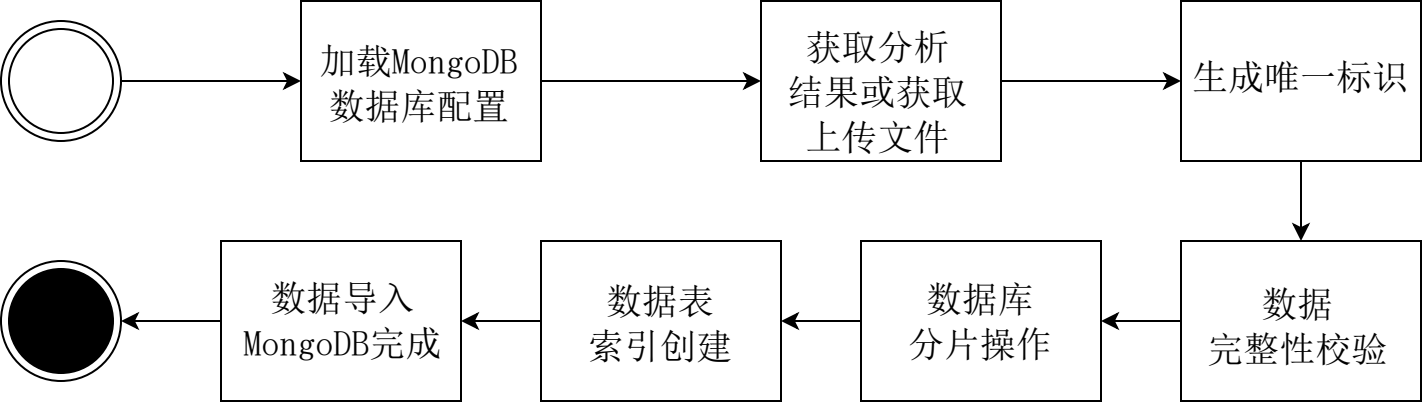 加载MongoDB
数据库配置
获取分析
结果或获取
上传文件
生成唯一标识
数据
完整性校验
数据库
分片操作
数据表
索引创建
数据导入
MongoDB完成